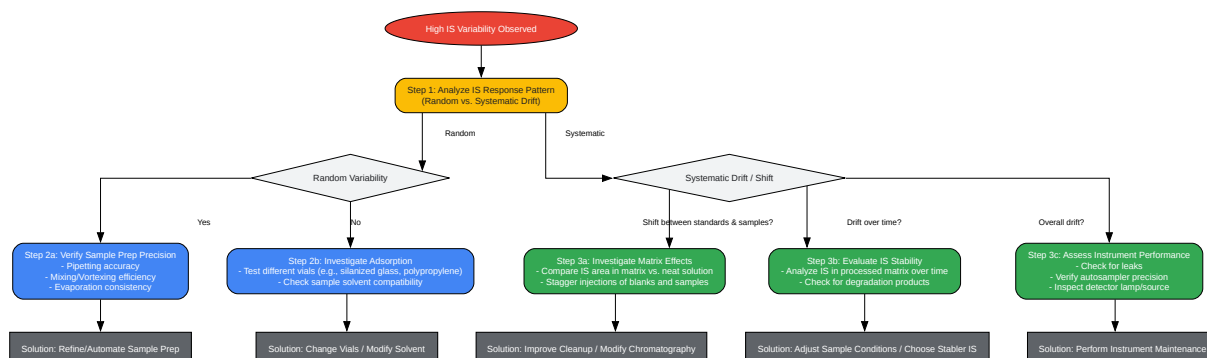 High IS Variability Observed
Step 1: Analyze IS Response Pattern
(Random vs. Systematic Drift)
Random
Systematic
Random Variability
Systematic Drift / Shift
Yes
No
Shift between standards & samples?
Drift over time?
Overall drift?
Step 2a: Verify Sample Prep Precision
- Pipetting accuracy
- Mixing/Vortexing efficiency
- Evaporation consistency
Step 2b: Investigate Adsorption
- Test different vials (e.g., silanized glass, polypropylene)
- Check sample solvent compatibility
Step 3a: Investigate Matrix Effects
- Compare IS area in matrix vs. neat solution
- Stagger injections of blanks and samples
Step 3b: Evaluate IS Stability
- Analyze IS in processed matrix over time
- Check for degradation products
Step 3c: Assess Instrument Performance
- Check for leaks
- Verify autosampler precision
- Inspect detector lamp/source
Solution: Refine/Automate Sample Prep
Solution: Change Vials / Modify Solvent
Solution: Improve Cleanup / Modify Chromatography
Solution: Adjust Sample Conditions / Choose Stabler IS
Solution: Perform Instrument Maintenance